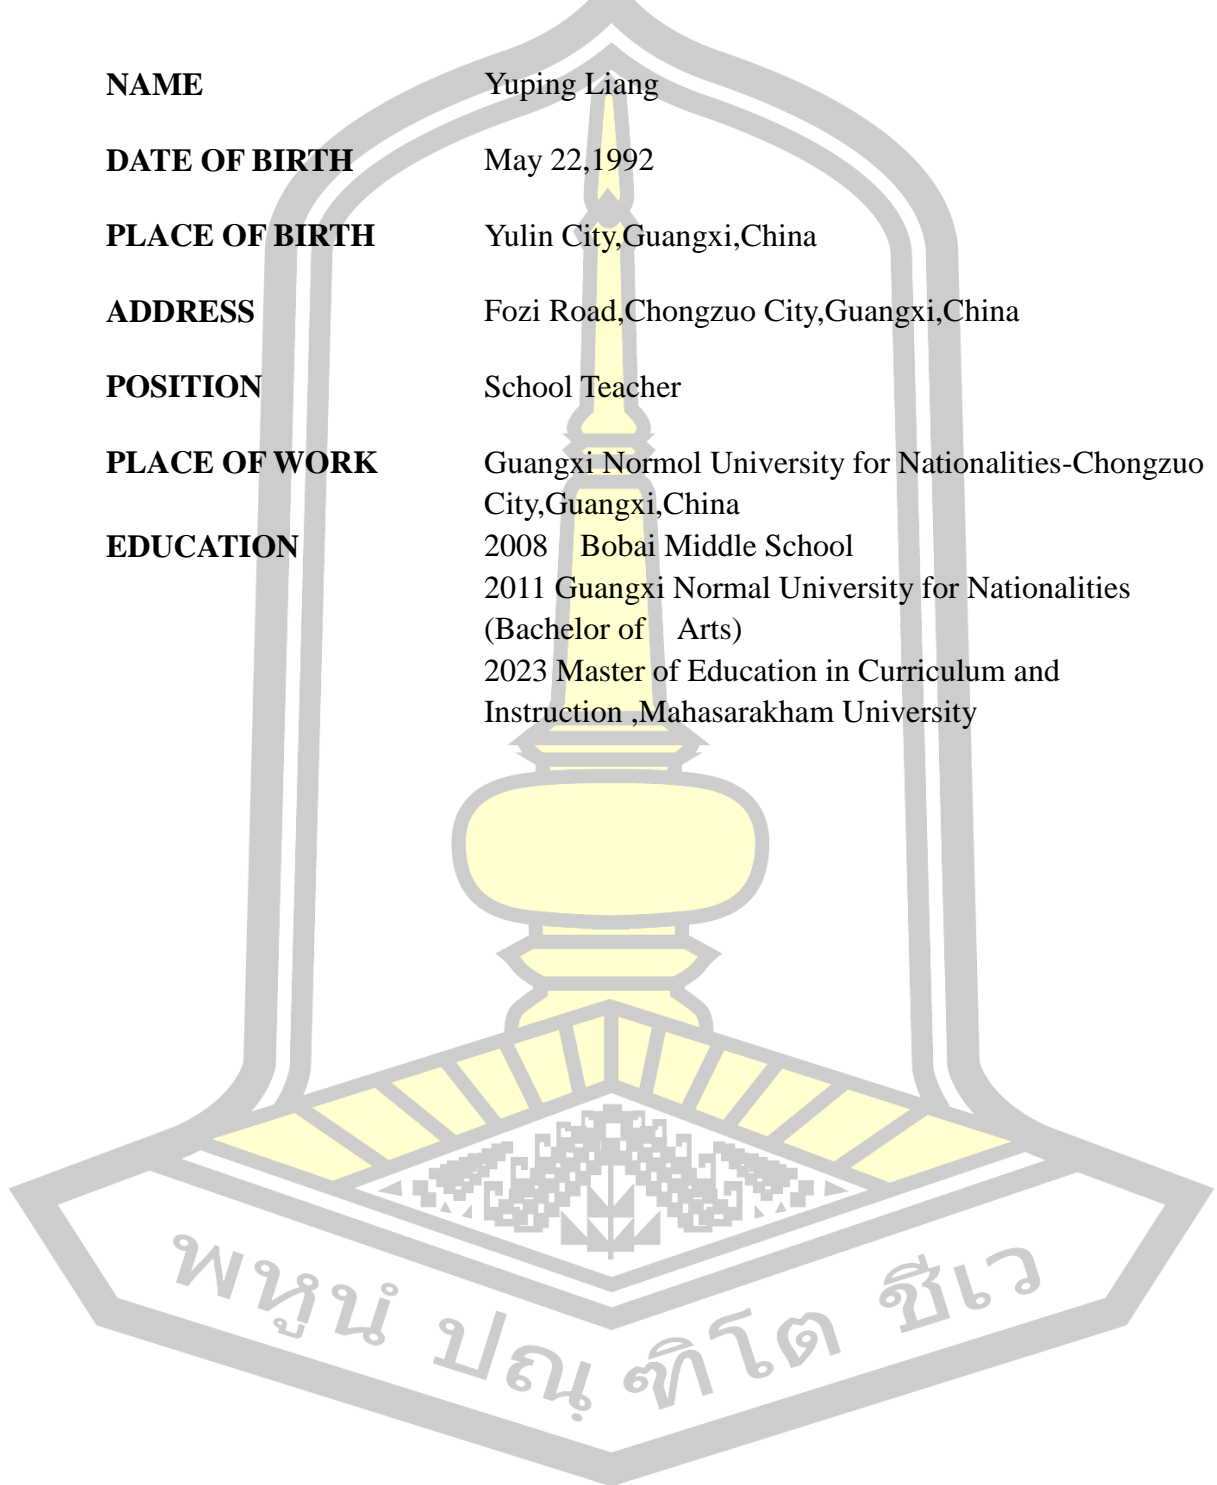 NAME Yuping Liang
DATE OF BIRTH May 22,1992
PLACE OF BIRTH Yulin City,Guangxi,China
ADDRESS Fozi Road,Chongzuo City,Guangxi,China
POSITION School Teacher
PLACE OF WORK Guangxi Normol University for Nationalities-Chongzuo
City,Guangxi,China
EDUCATION 2008 Bobai Middle School
2011 Guangxi Normal University for Nationalities
(Bachelor of Arts)
2023 Master of Education in Curriculum and
Instruction ,Mahasarakham University
พหูนํ ปณฺ ฑิโต ชีเว